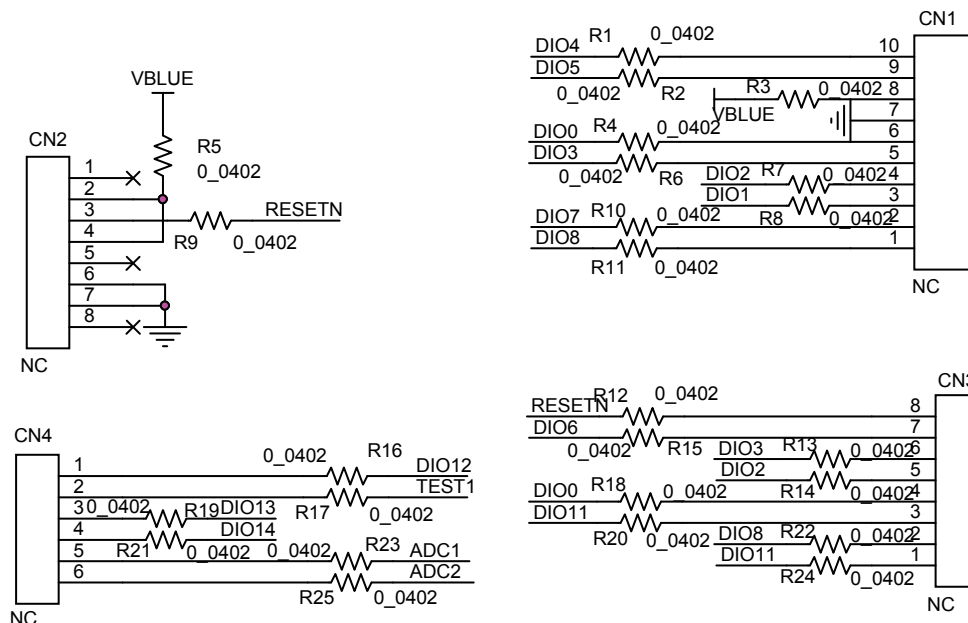 VBLUE
CN2
R5
0_0402
1
2
3
4
5
6
7
8
R9
0_0402
RESETN
NC
CN1
DIO4
R1
0_0402
10
DIO5
0_0402
R2
9
VBLUE
R3
0_0402
8
7
DIO0
R4
0_0402
6
DIO3
0_0402
R6
5
DIO2
R7
0_0402
4
DIO1
R8
0_0402
3
DIO7
R10
0_0402
2
DIO8
R11
0_0402
1
NC
CN4
1
0_0402
R16
DIO12
2
R17
0_0402
TEST1
3
0_0402
R19
DIO13
4
R21
0_0402
DIO14
5
0_0402
R23
ADC1
6
R25
0_0402
ADC2
NC
CN3
RESETN
R12
0_0402
8
DIO6
0_0402
R15
7
DIO3
R13
0_0402
6
DIO2
R14
0_0402
5
DIO0
R18
0_0402
4
DIO11
R20
0_0402
3
DIO8
R22
0_0402
2
DIO11
R24
0_0402
1
NC